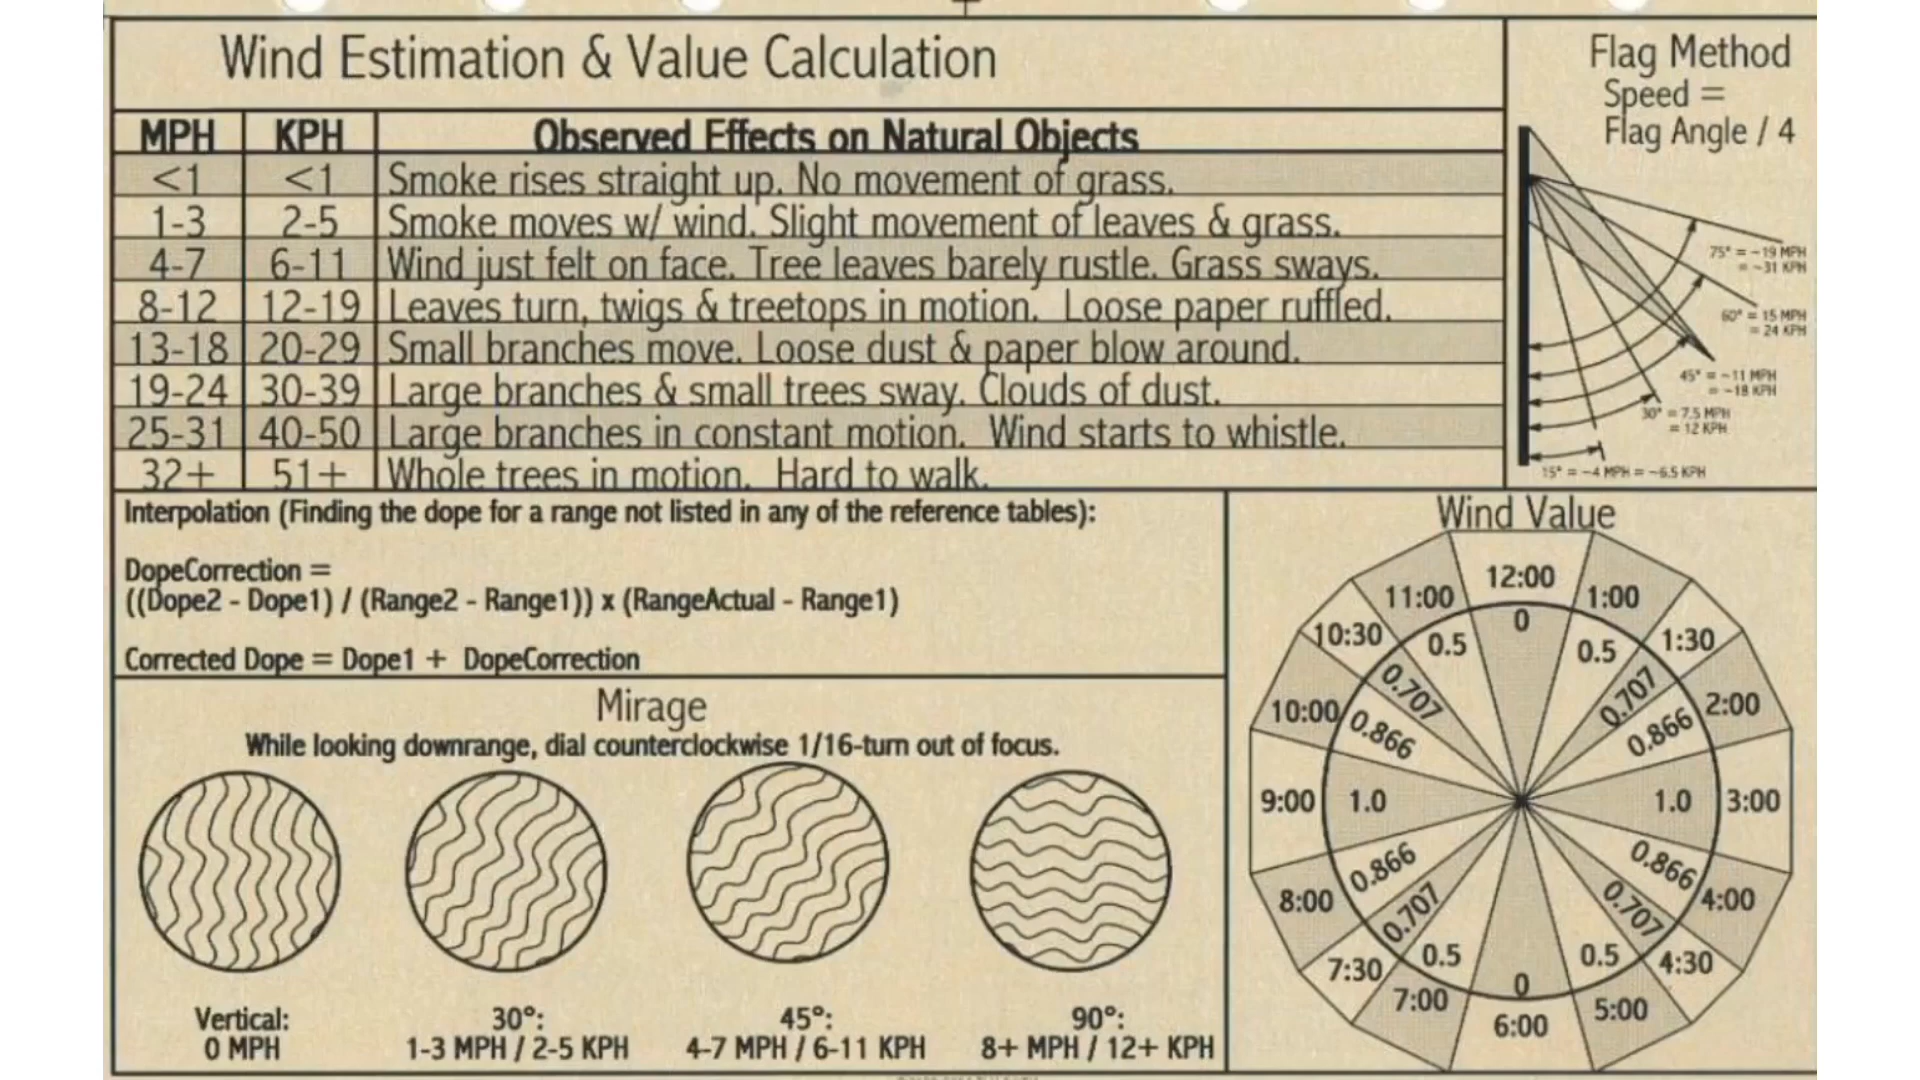 Wind Estimation & Value Calculation
MPH KPH Observed Effects on Natural Objects
<1 <1 Smoke rises straight up. No movement of grass.
1-3 2-5 Smoke moves w/ wind. Slight movement of leaves & grass.
4-7 6-11 Wind just felt on face. Tree leaves barely rustle. Grass sways.
8-12 12-19 Leaves turn, twigs & treetops in motion. Loose paper ruffled.
13-18 20-29 Small branches move. Loose dust & paper blow around.
19-24 30-39 Large branches & small trees sway. Clouds of dust.
25-31 40-50 Large branches in constant motion. Wind starts to whistle.
32+ 51+ Whole trees in motion. Hard to walk.
Flag Method
Speed =
Flag Angle / 4
75° = ~19 MPH
= ~31 KPH
60° = 15 MPH
= 24 KPH
45° = ~11 MPH
= ~18 KPH
30° = 7.5 MPH
= 12 KPH
15° = ~4 MPH = ~6.5 KPH
Interpolation (Finding the dope for a range not listed in any of the reference tables):
DopeCorrection =
((Dope2 - Dope1) / (Range2 - Range1)) x (RangeActual - Range1)
Corrected Dope = Dope1 + DopeCorrection
Mirage
While looking downrange, dial counterclockwise 1/16-turn out of focus.
Vertical:
0 MPH
30°:
1-3 MPH / 2-5 KPH
45°:
4-7 MPH / 6-11 KPH
90°:
8+ MPH / 12+ KPH
Wind Value
12:00
11:00 1:00
0
10:30 0.5 0.5 1:30
0.707 0.707
10:00 0.866 0.866 2:00
9:00 1.0 1.0 3:00
0.866 0.866
8:00 0.707 0.707 4:00
7:30 0.5 0.5 4:30
0
7:00 5:00
6:00